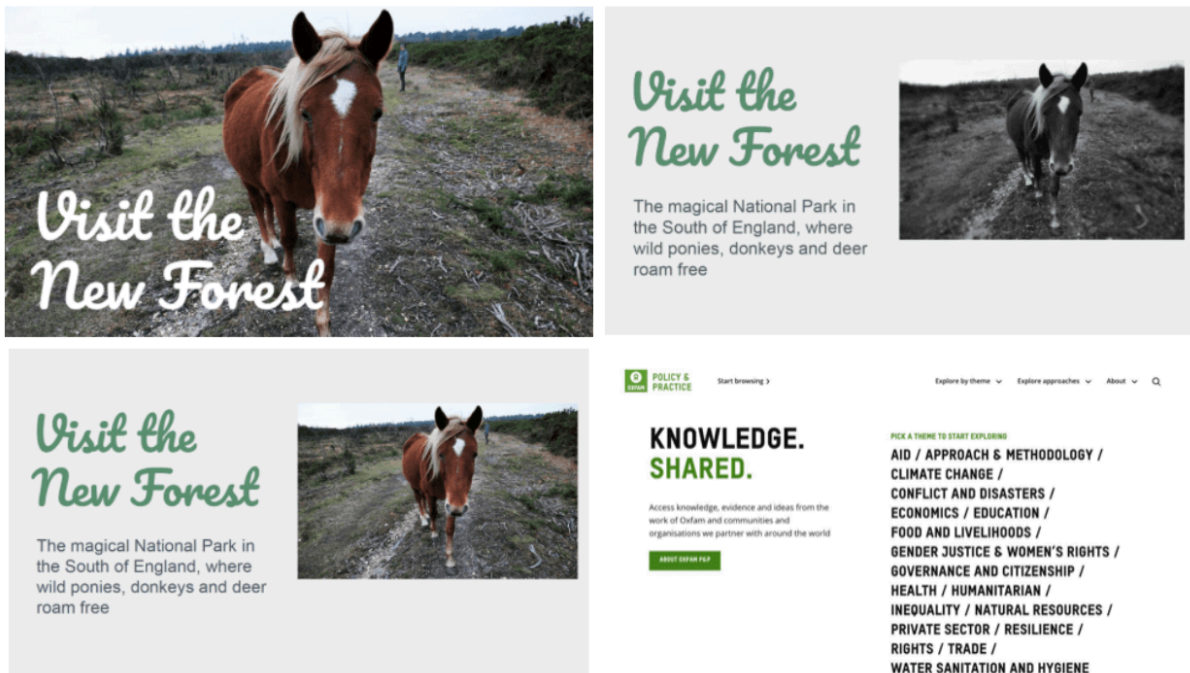 Visit the
New Forest
Visit the
New Forest
The magical National Park in
the South of England, where
wild ponies, donkeys and deer
roam free
Visit the
New Forest
The magical National Park in
the South of England, where
wild ponies, donkeys and deer
roam free
OXFAM
POLICY &
PRACTICE
Start browsing
Explore by theme
Explore approaches
About
KNOWLEDGE.
SHARED.
Access knowledge, evidence and ideas from the
work of Oxfam and communities and
organisations we partner with around the world
ABOUT OXFAM P&P
PICK A THEME TO START EXPLORING
AID / APPROACH & METHODOLOGY /
CLIMATE CHANGE /
CONFLICT AND DISASTERS /
ECONOMICS / EDUCATION /
FOOD AND LIVELIHOODS /
GENDER JUSTICE & WOMEN'S RIGHTS /
GOVERNANCE AND CITIZENSHIP /
HEALTH / HUMANITARIAN /
INEQUALITY / NATURAL RESOURCES /
PRIVATE SECTOR / RESILIENCE /
RIGHTS / TRADE /
WATER SANITATION AND HYGIENE